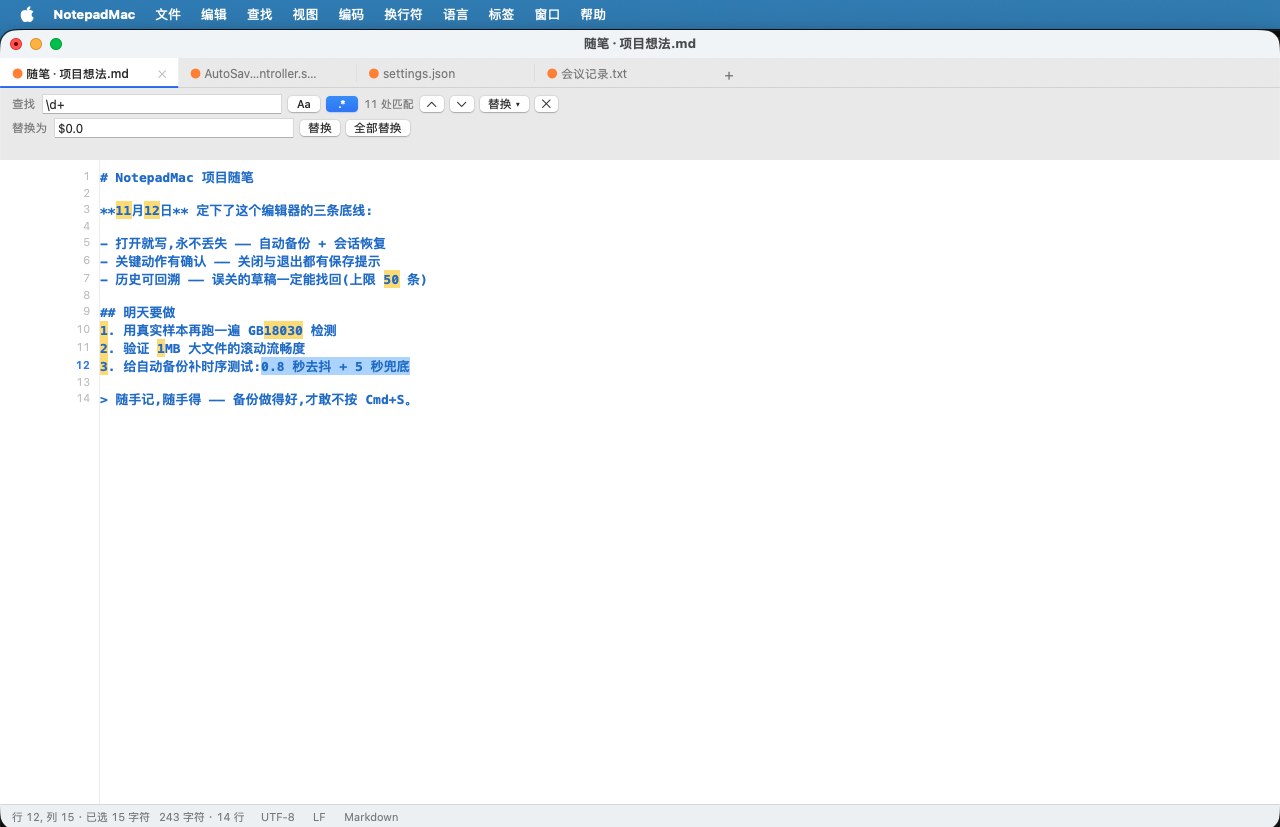 NotepadMac 文件 编辑 查找 视图 编码 换行符 语言 标签 窗口 帮助
随笔 · 项目想法.md
随笔 · 项目想法.md AutoSav...ntroller.s... settings.json 会议记录.txt +
查找 \d+ Aa .* 11 处匹配 替换
替换为 $0.0 替换 全部替换
1 # NotepadMac 项目随笔
2
3 **11月12日** 定下了这个编辑器的三条底线:
4
5 - 打开就写,永不丢失 —— 自动备份 + 会话恢复
6 - 关键动作有确认 —— 关闭与退出都有保存提示
7 - 历史可回溯 —— 误关的草稿一定能找回(上限 50 条)
8
9 ## 明天要做
10 1. 用真实样本再跑一遍 GB18030 检测
11 2. 验证 1MB 大文件的滚动流畅度
12 3. 给自动备份补时序测试:0.8 秒去抖 + 5 秒兜底
13
14 > 随手记,随手得 —— 备份做得好,才敢不按 Cmd+S。
行 12, 列 15 · 已选 15 字符 243 字符 · 14 行 UTF-8 LF Markdown